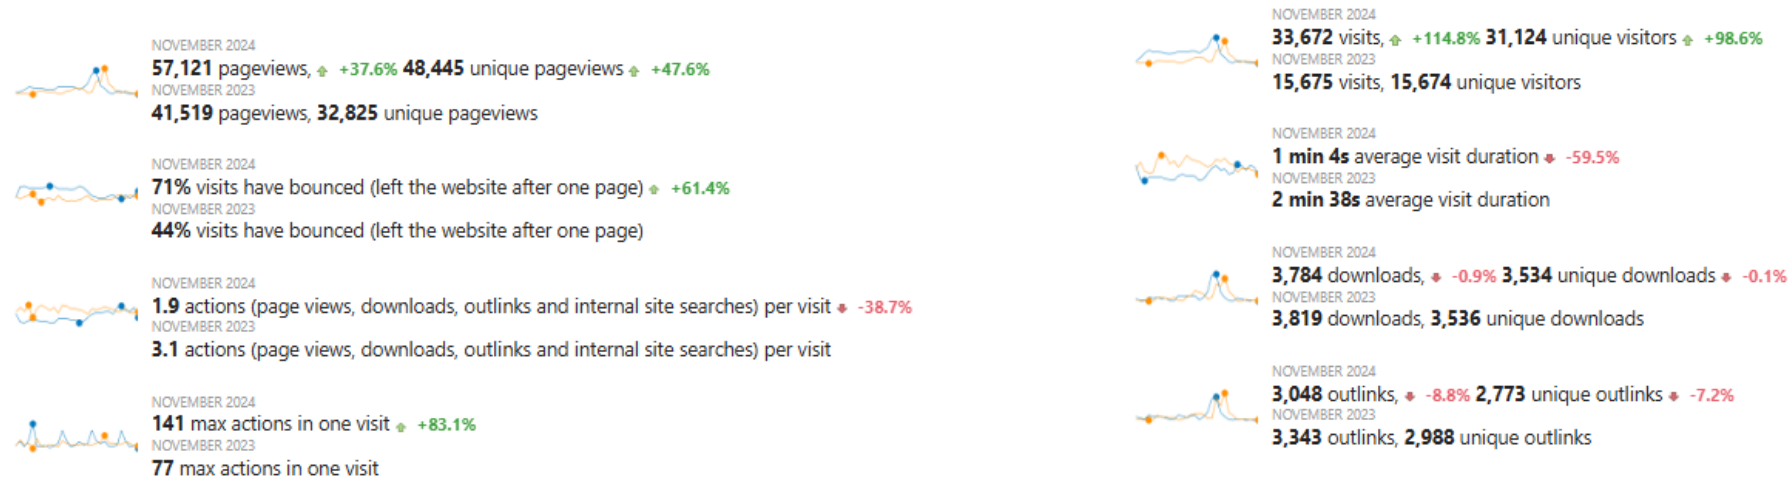 NOVEMBER 2024
57,121 pageviews, +37.6% 48,445 unique pageviews +47.6%
NOVEMBER 2023
41,519 pageviews, 32,825 unique pageviews
NOVEMBER 2024
71% visits have bounced (left the website after one page) +61.4%
NOVEMBER 2023
44% visits have bounced (left the website after one page)
NOVEMBER 2024
1.9 actions (page views, downloads, outlinks and internal site searches) per visit -38.7%
NOVEMBER 2023
3.1 actions (page views, downloads, outlinks and internal site searches) per visit
NOVEMBER 2024
141 max actions in one visit +83.1%
NOVEMBER 2023
77 max actions in one visit
NOVEMBER 2024
33,672 visits, +114.8% 31,124 unique visitors +98.6%
NOVEMBER 2023
15,675 visits, 15,674 unique visitors
NOVEMBER 2024
1 min 4s average visit duration -59.5%
NOVEMBER 2023
2 min 38s average visit duration
NOVEMBER 2024
3,784 downloads, -0.9% 3,534 unique downloads -0.1%
NOVEMBER 2023
3,819 downloads, 3,536 unique downloads
NOVEMBER 2024
3,048 outlinks, -8.8% 2,773 unique outlinks -7.2%
NOVEMBER 2023
3,343 outlinks, 2,988 unique outlinks